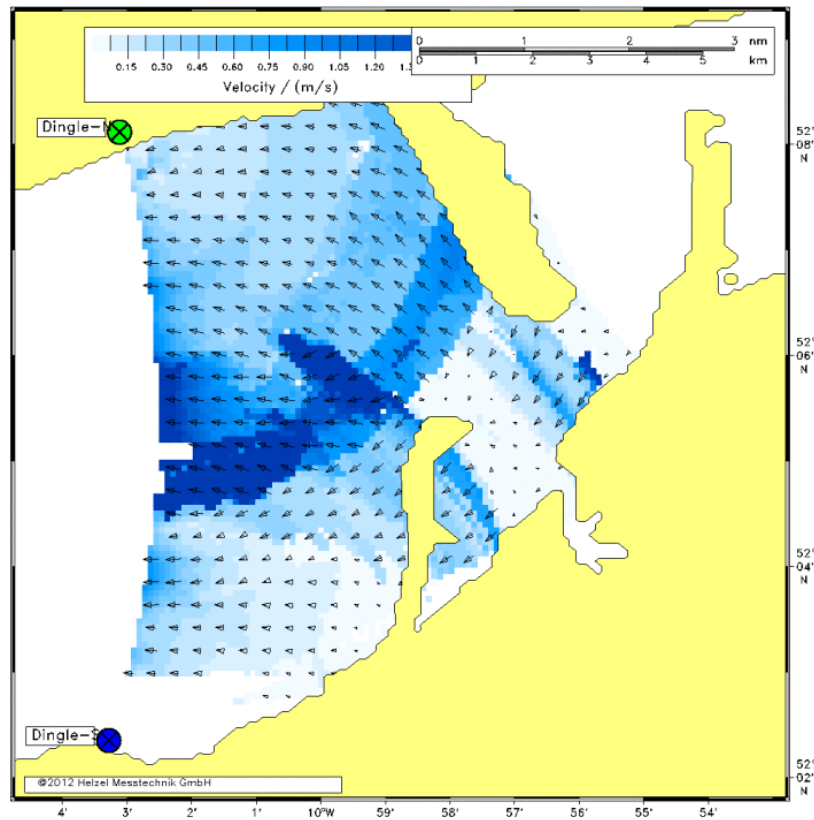 0 1 2 3 nm
0 1 2 3 4 5 km
0.15 0.30 0.45 0.60 0.75 0.90 1.05 1.20
Velocity / (m/s)
Dingle-N
52°
08'
N
52°
06'
N
52°
04'
N
Dingle-S
52°
02'
N
©2012 Helzel Messtechnik GmbH
4' 3' 2' 1' 10°W 59' 58' 57' 56' 55' 54'